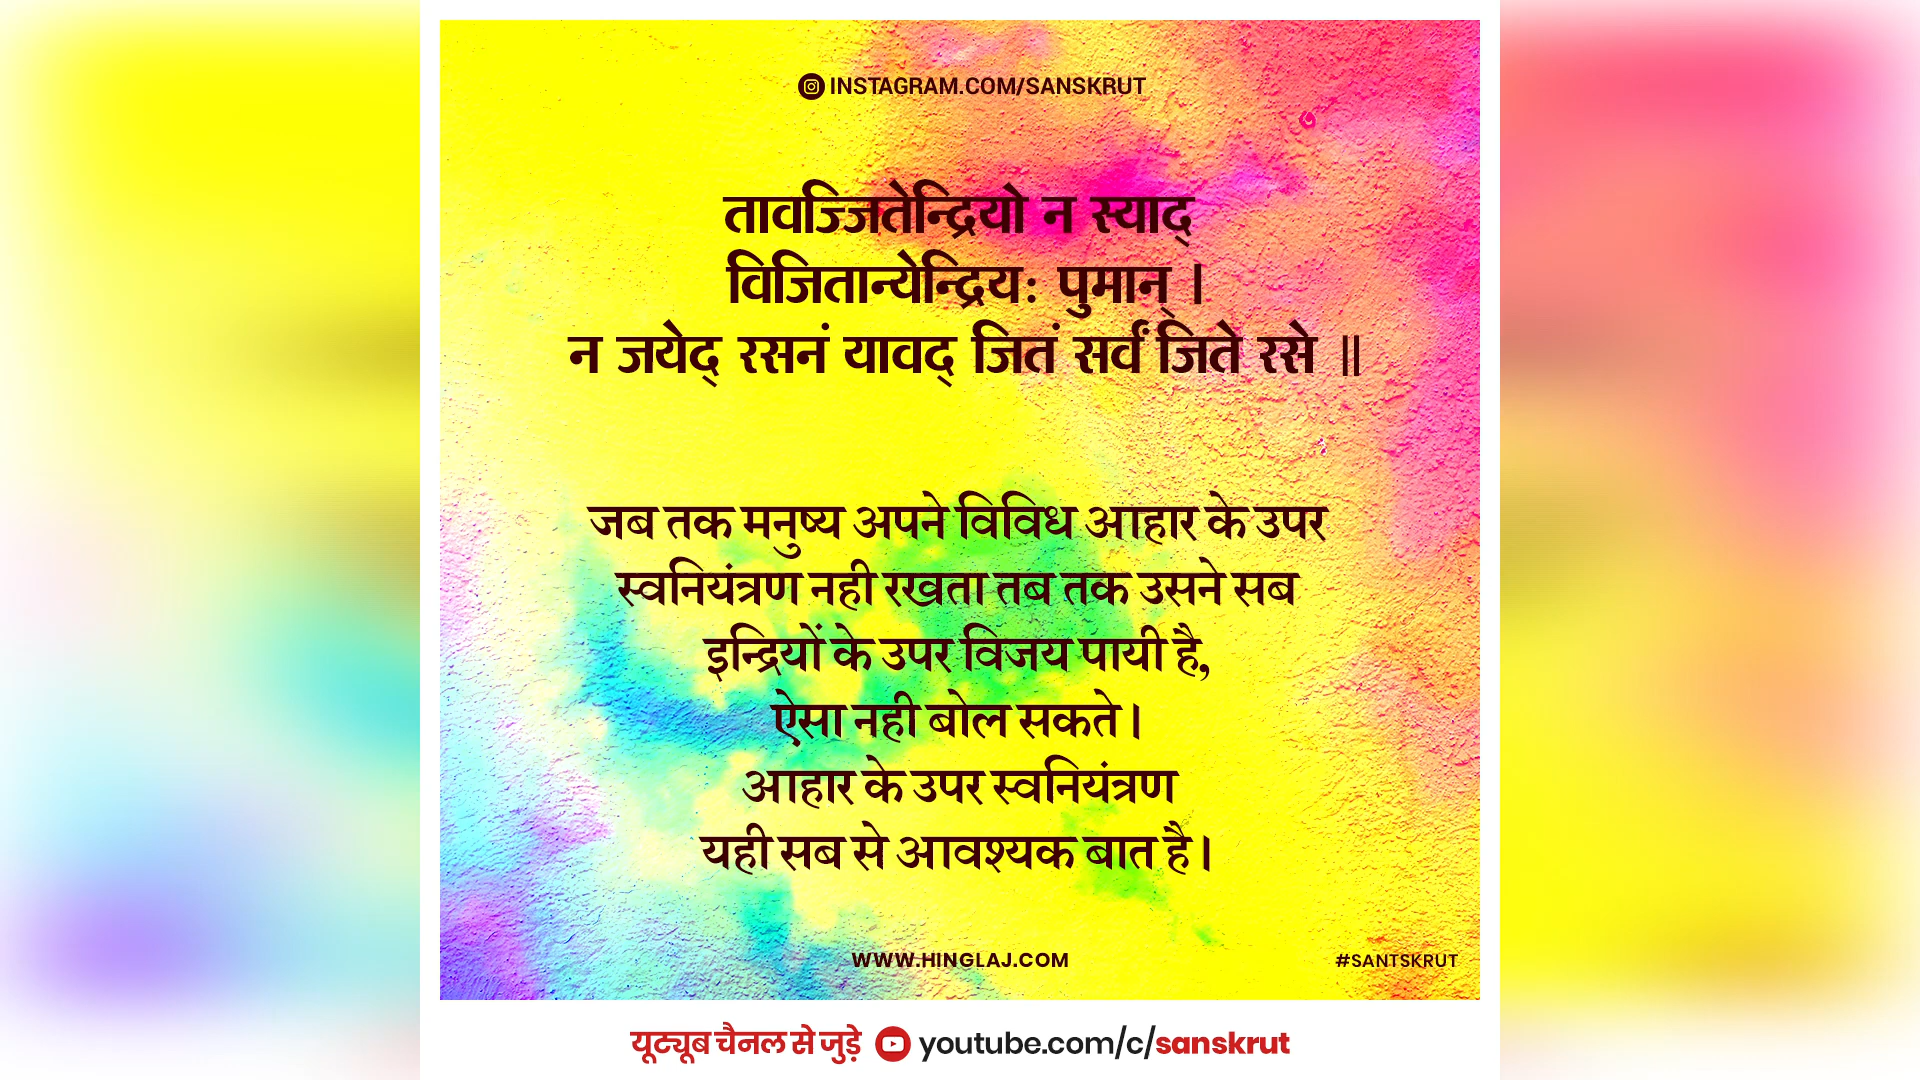 INSTAGRAM.COM/SANSKRUT
तावज्जितेन्द्रियो न स्याद्
विजितान्येन्द्रियः पुमान् ।
न जयेद् रसनं यावद् जितं सर्वं जिते रसे ॥
जब तक मनुष्य अपने विविध आहार के उपर
स्वनियंत्रण नही रखता तब तक उसने सब
इन्द्रियों के उपर विजय पायी है,
ऐसा नही बोल सकते।
आहार के उपर स्वनियंत्रण
यही सब से आवश्यक बात है।
WWW.HINGLAJ.COM
#SANTSKRUT
यूट्यूब चैनल से जुड़े youtube.com/c/sanskrut